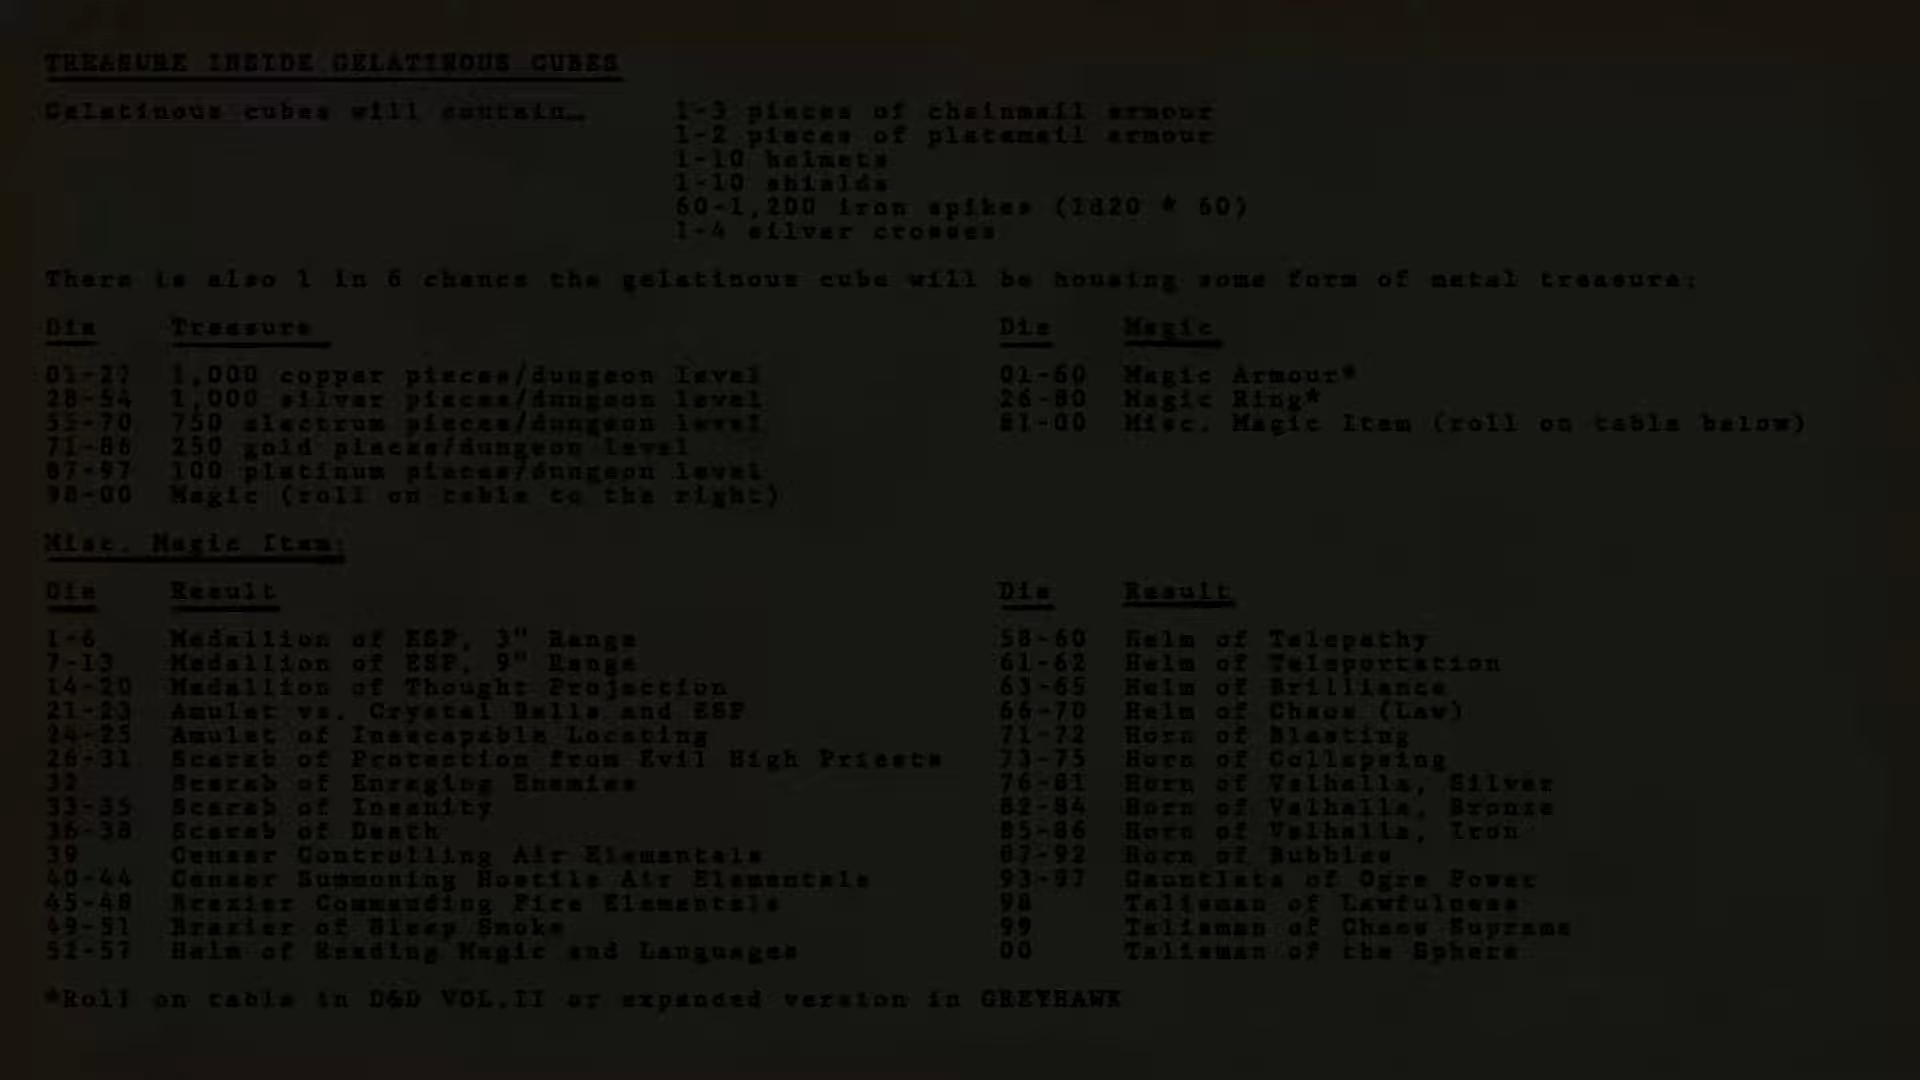 TREASURE INSIDE GELATINOUS CUBES
Gelatinous cubes will contain…
1-3 pieces of chainmail armour
1-2 pieces of platemail armour
1-10 helmets
1-10 shields
60-1,200 iron spikes (1d20 * 60)
1-4 silver crosses
There is also 1 in 6 chance the gelatinous cube will be housing some form of metal treasure:
Die Treasure
01-27 1,000 copper pieces/dungeon level
28-54 1,000 silver pieces/dungeon level
55-70 750 electrum pieces/dungeon level
71-86 250 gold pieces/dungeon level
87-97 100 platinum pieces/dungeon level
98-00 Magic (roll on table to the right)
Die Magic
01-60 Magic Armour*
26-80 Magic Ring*
81-00 Misc. Magic Item (roll on table below)
Misc. Magic Item:
Die Result
1-6 Medallion of ESP, 3" Range
7-13 Medallion of ESP, 9" Range
14-20 Medallion of Thought Projection
21-23 Amulet vs. Crystal Balls and ESP
24-25 Amulet of Inescapable Locating
26-31 Scarab of Protection from Evil High Priests
32 Scarab of Enraging Enemies
33-35 Scarab of Insanity
36-38 Scarab of Death
39 Censer Controlling Air Elementals
40-44 Censer Summoning Hostile Air Elementals
45-48 Brazier Commanding Fire Elementals
49-51 Brazier of Sleep Smoke
52-57 Helm of Reading Magic and Languages
Die Result
58-60 Helm of Telepathy
61-62 Helm of Teleportation
63-65 Helm of Brilliance
66-70 Helm of Chaos (Law)
71-72 Horn of Blasting
73-75 Horn of Collapsing
76-81 Horn of Valhalla, Silver
82-84 Horn of Valhalla, Bronze
85-86 Horn of Valhalla, Iron
87-92 Horn of Bubbles
93-97 Gauntlets of Ogre Power
98 Talisman of Lawfulness
99 Talisman of Chaos Supreme
00 Talisman of the Sphere
*Roll on table in D&D VOL.II or expanded version in GREYHAWK